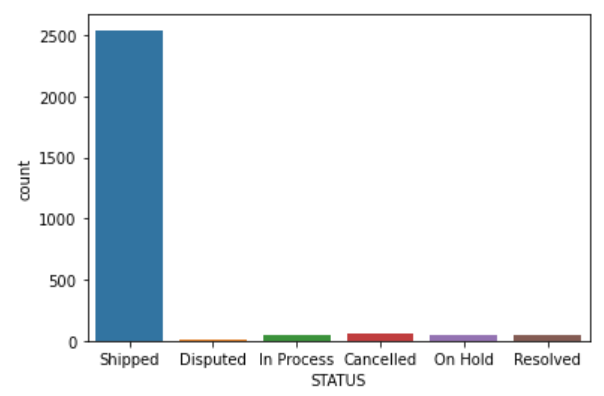 2500
2000
1500
1000
500
0
count
Shipped Disputed In Process Cancelled On Hold Resolved
STATUS